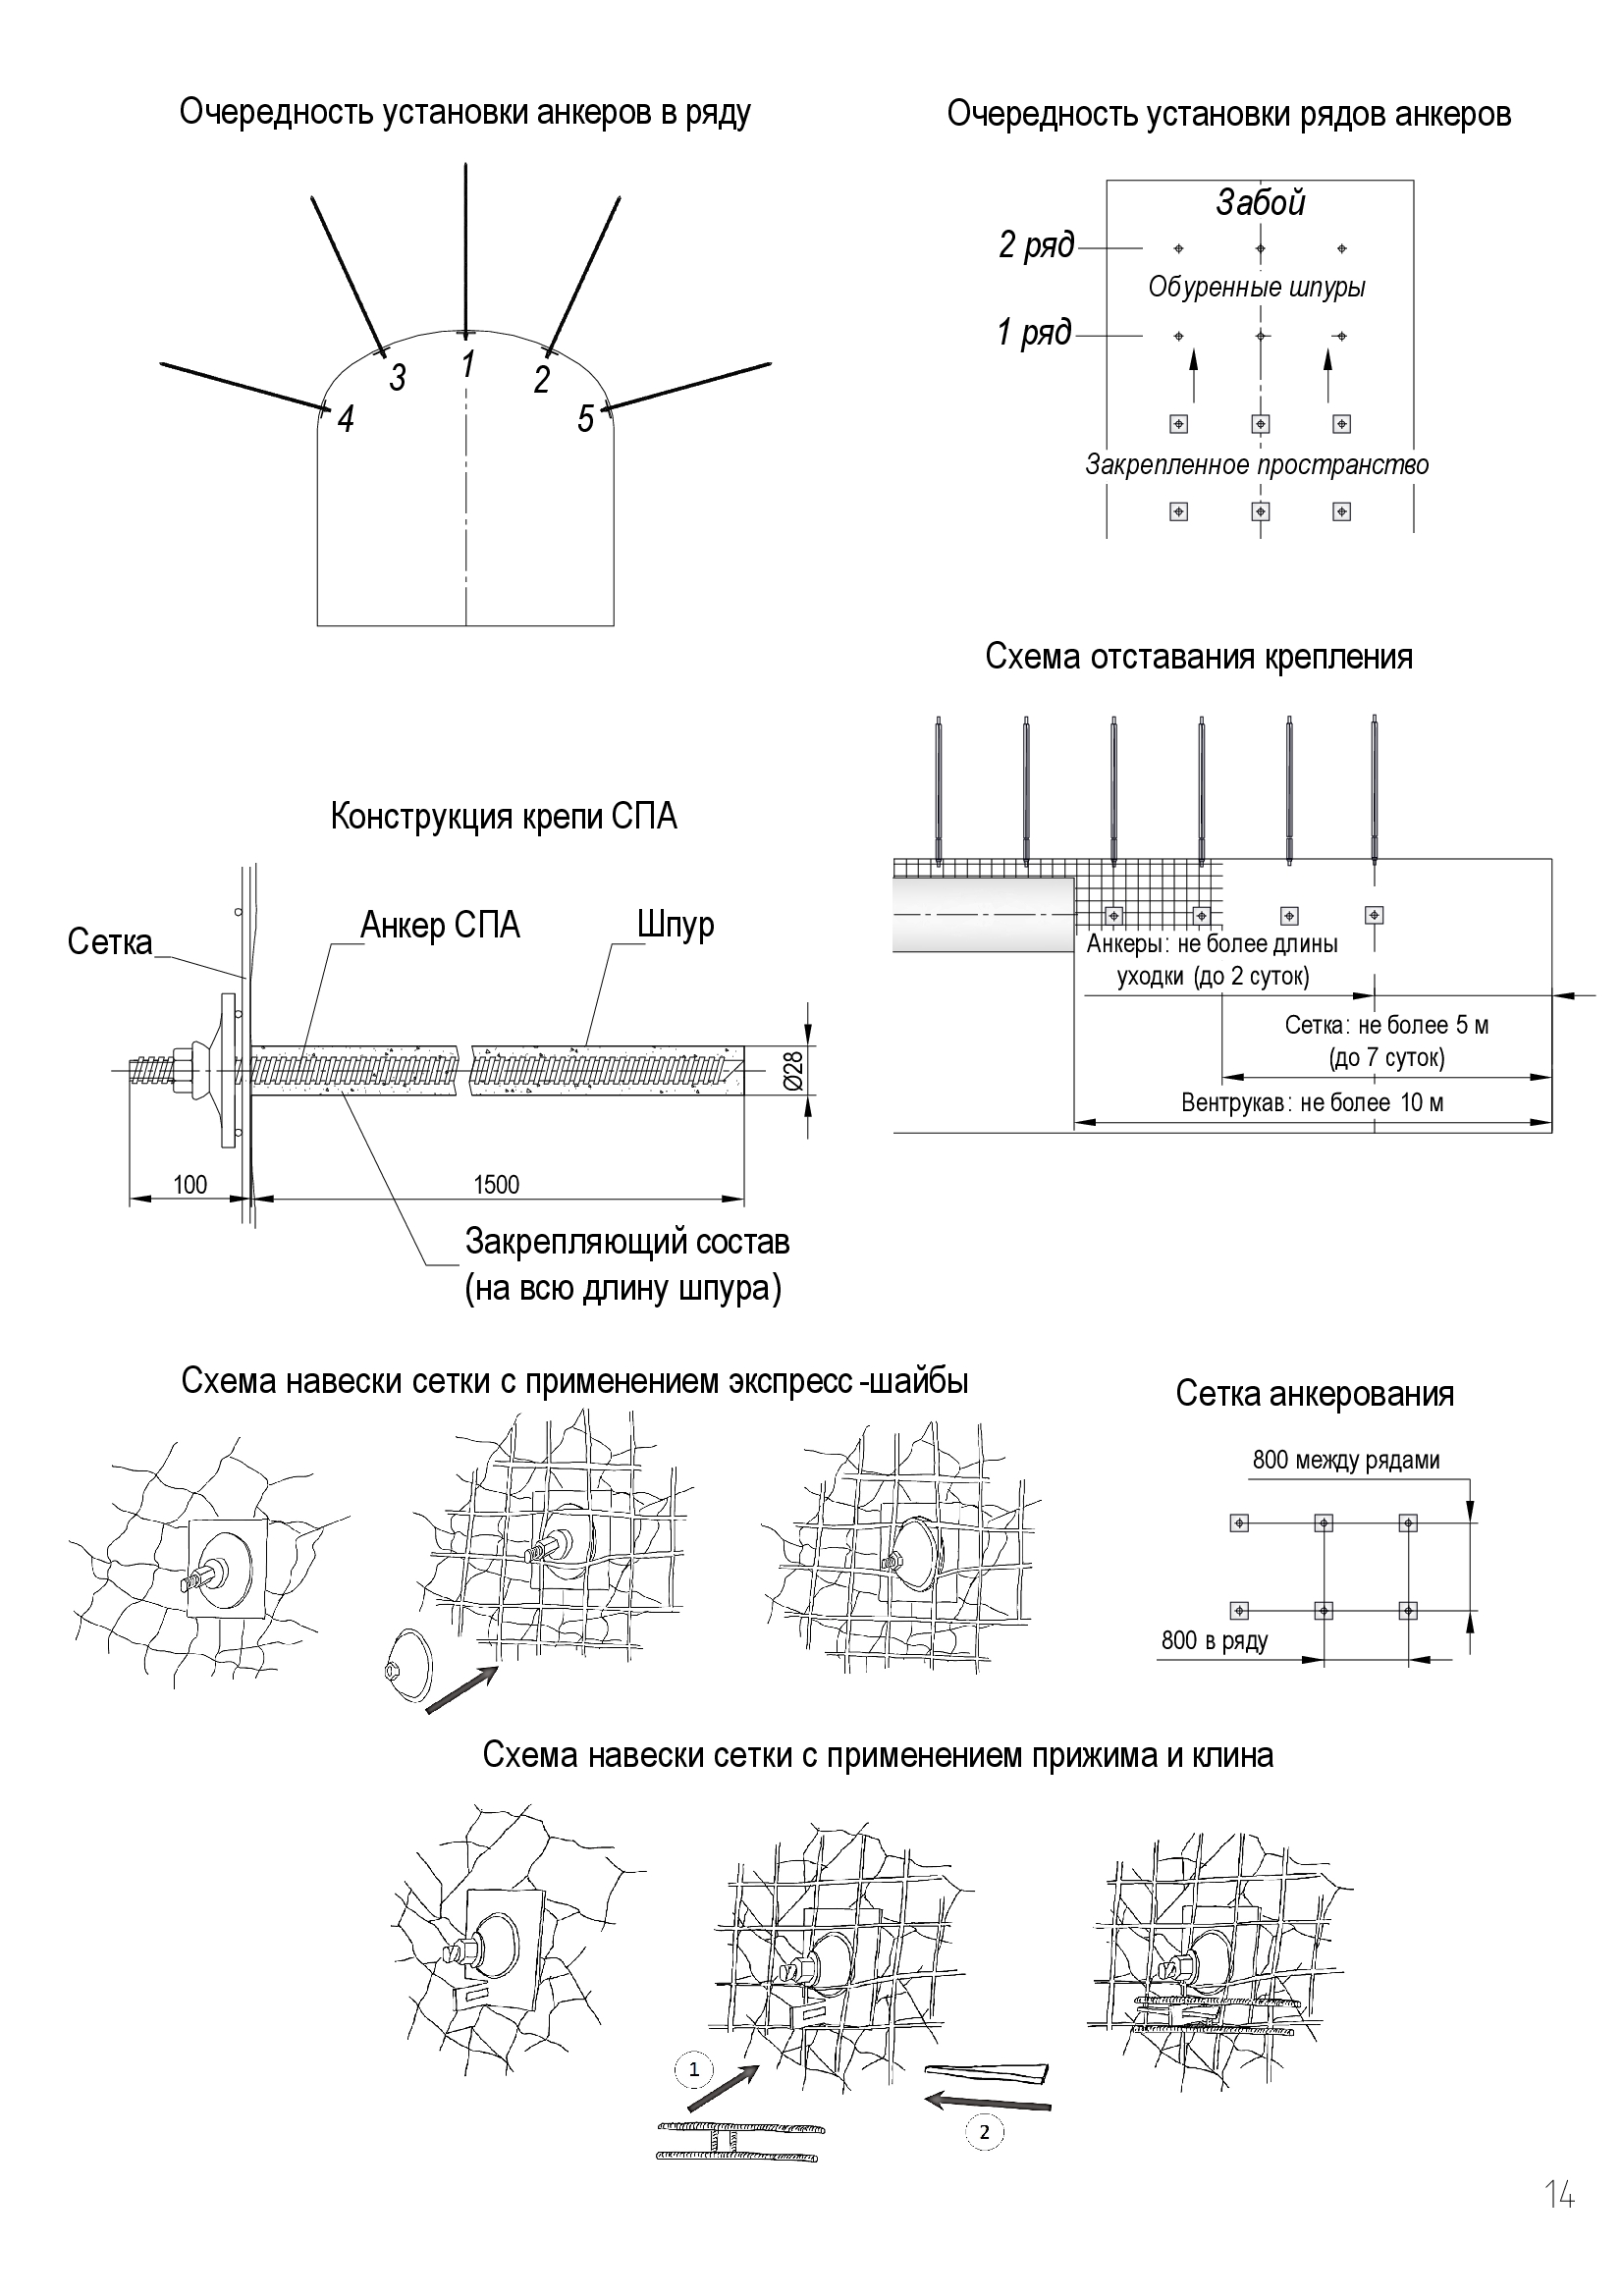 Очередность установки анкеров в ряду
3
1
2
4
5
Очередность установки рядов анкеров
Забой
2 ряд
Обуренные шпуры
1 ряд
Закрепленное пространство
Схема отставания крепления
Анкеры: не более длины
уходки (до 2 суток)
Сетка: не более 5 м
(до 7 суток)
Вентрукав: не более 10 м
Конструкция крепи СПА
Сетка
Анкер СПА
Шпур
Ø28
100
1500
Закрепляющий состав
(на всю длину шпура)
Схема навески сетки с применением экспресс-шайбы
Сетка анкерования
800 между рядами
800 в ряду
Схема навески сетки с применением прижима и клина
1
2
14